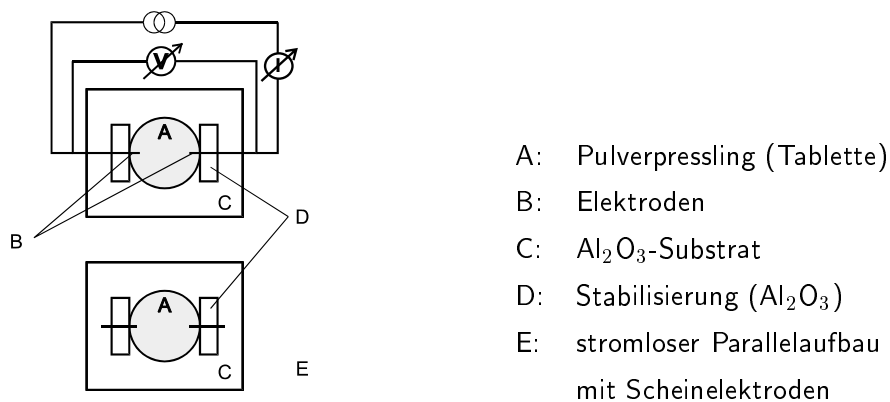 V
I
A
C
B
D
A
C
E
A: Pulverpressling (Tablette)
B: Elektroden
C: Al₂O₃-Substrat
D: Stabilisierung (Al₂O₃)
E: stromloser Parallelaufbau
mit Scheinelektroden